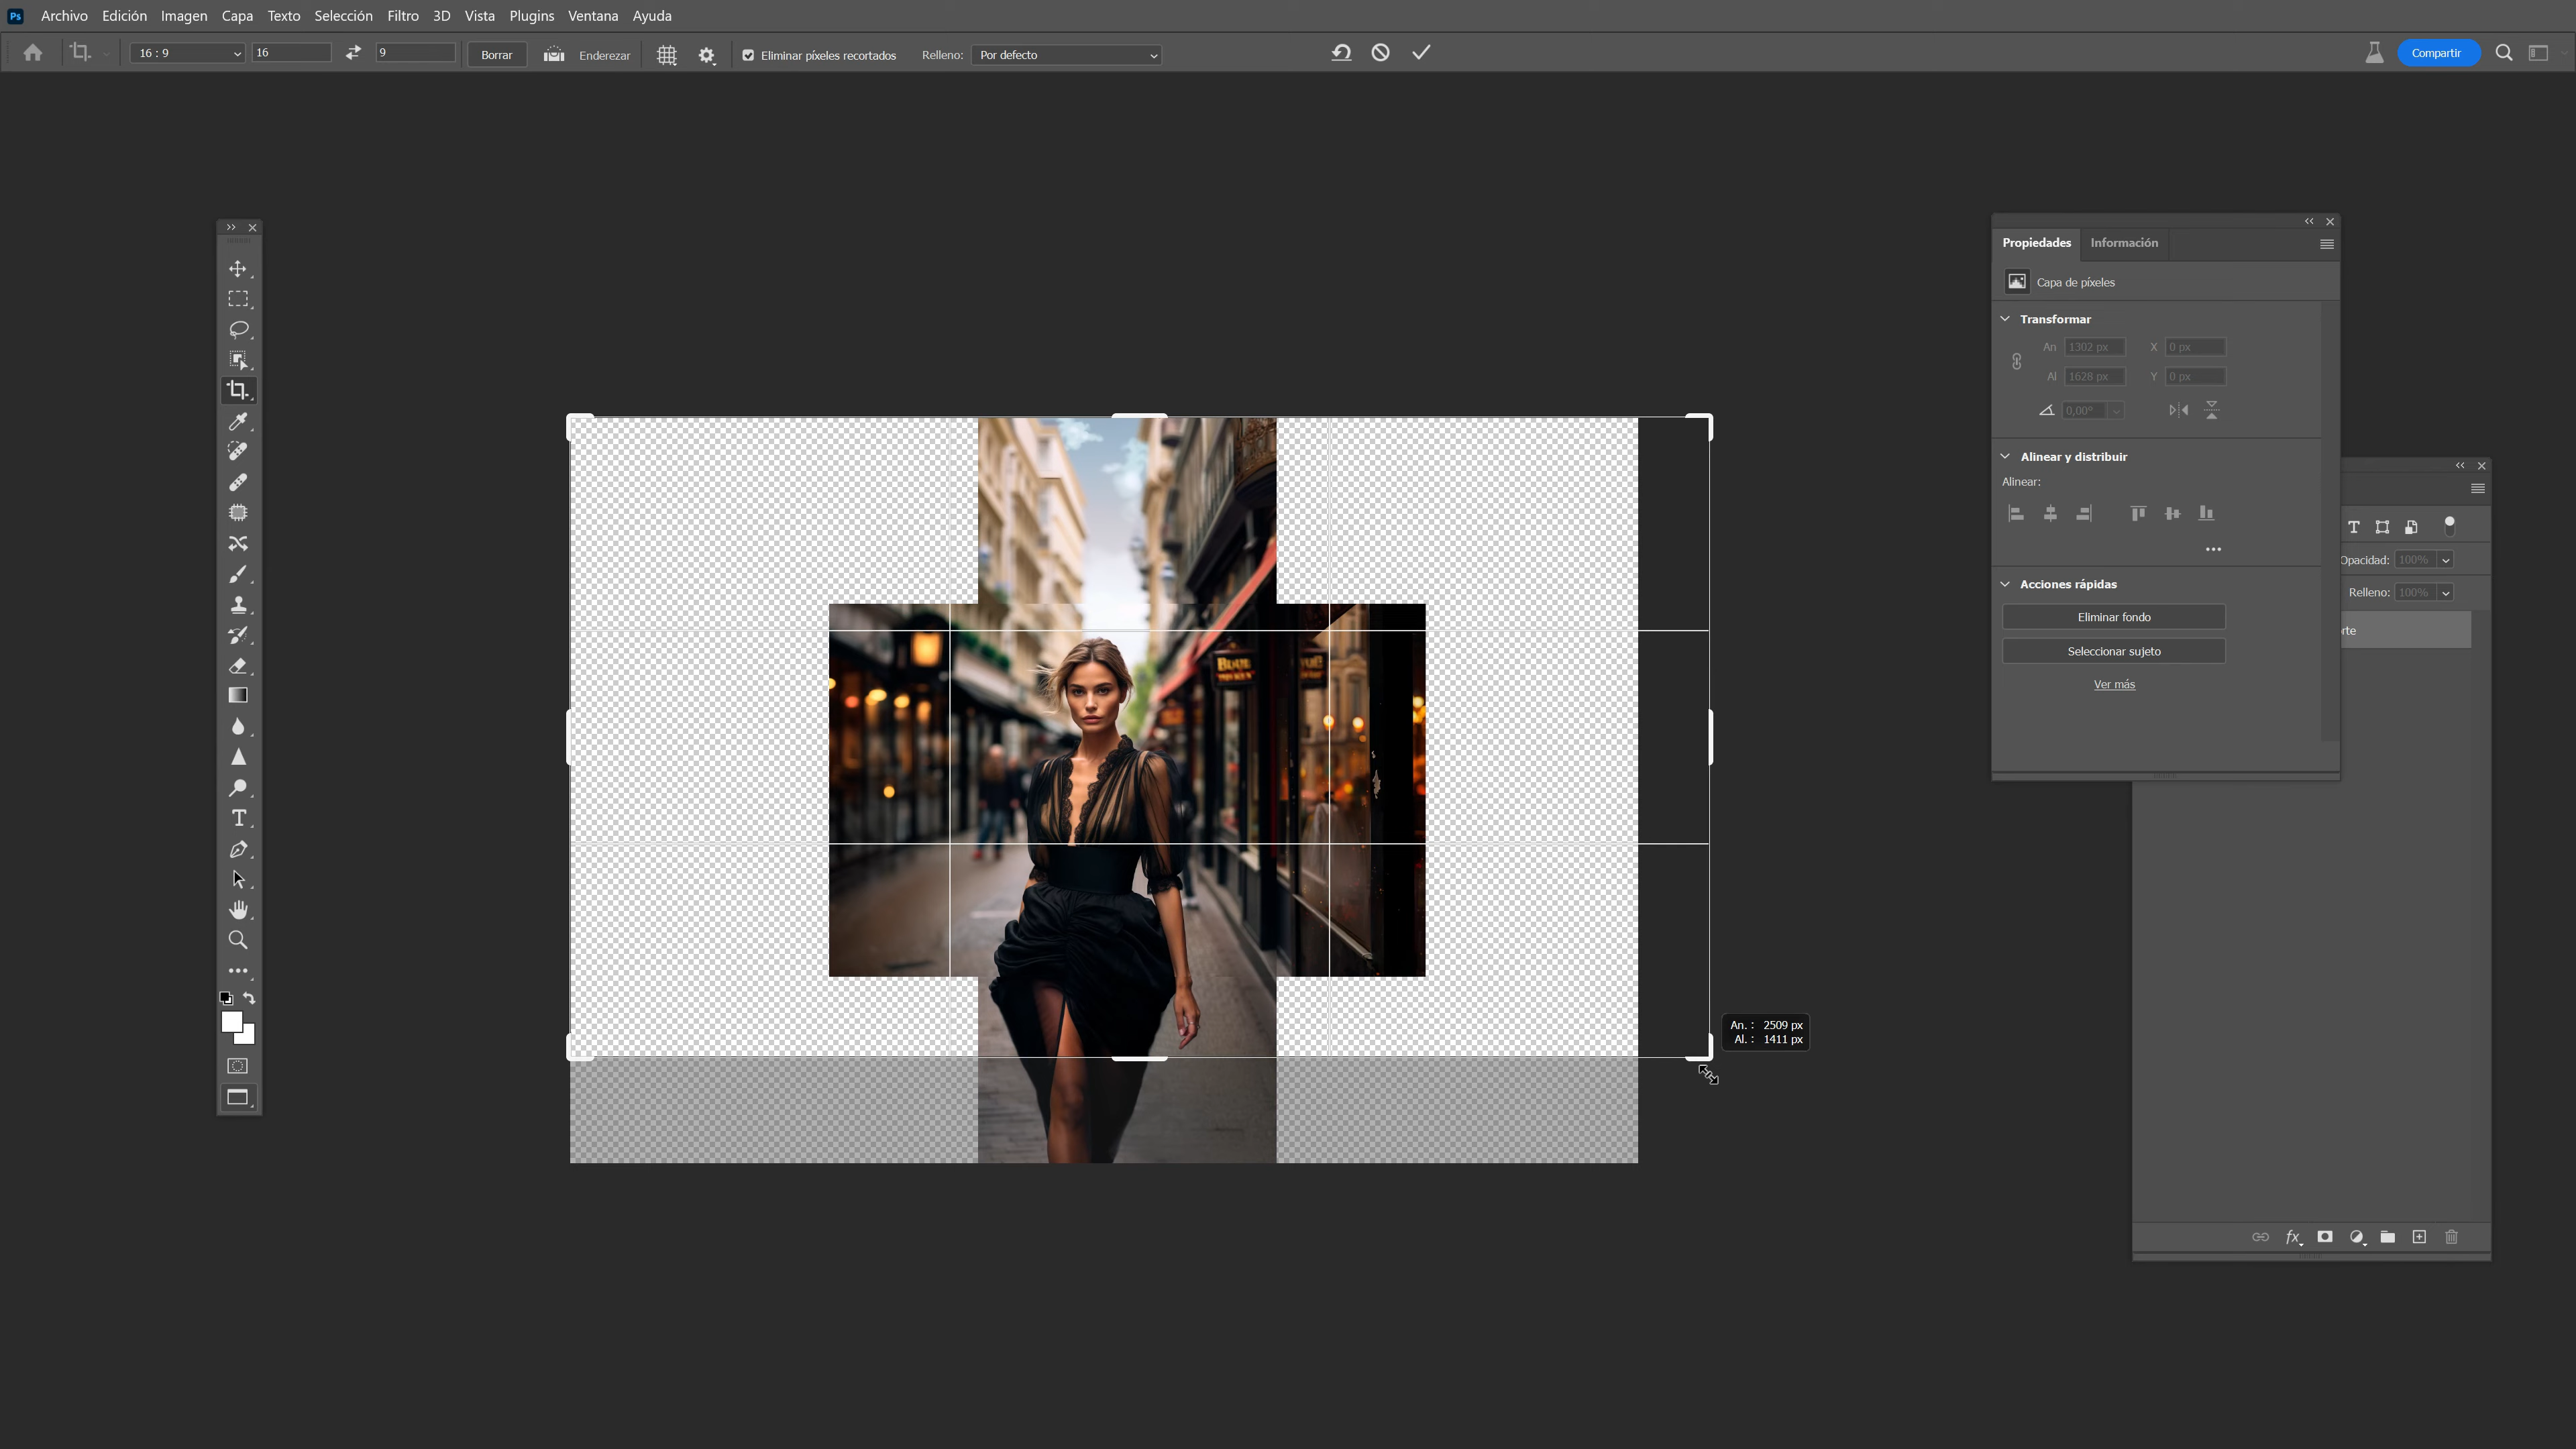 Ps Archivo Edición Imagen Capa Texto Selección Filtro 3D Vista Plugins Ventana Ayuda
16 : 9 16 9 Borrar Enderezar Eliminar píxeles recortados Relleno: Por defecto Compartir
Propiedades Información
Capa de píxeles
Transformar
An 1302 px X 0 px
Al 1628 px Y 0 px
0,00°
Alinear y distribuir
Alinear:
Opacidad: 100%
Acciones rápidas
Relleno: 100%
Eliminar fondo
rte
Seleccionar sujeto
Ver más
An. : 2509 px
Al. : 1411 px
T
fx